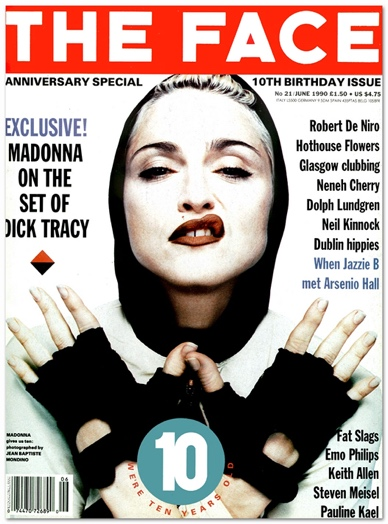 THE FACE
ANNIVERSARY SPECIAL
10TH BIRTHDAY ISSUE
No 21/JUNE 1990 £1.50 • US $4.75
EXCLUSIVE!
MADONNA
ON THE
SET OF
DICK TRACY
Robert De Niro
Hothouse Flowers
Glasgow clubbing
Neneh Cherry
Dolph Lundgren
Neil Kinnock
Dublin hippies
When Jazzie B
met Arsenio Hall
MADONNA
gives us ten:
photographed by
JEAN BAPTISTE
MONDINO
10
WERE TEN YEARS OLD
Fat Slags
Emo Philips
Keith Allen
Steven Meisel
Pauline Kael
06